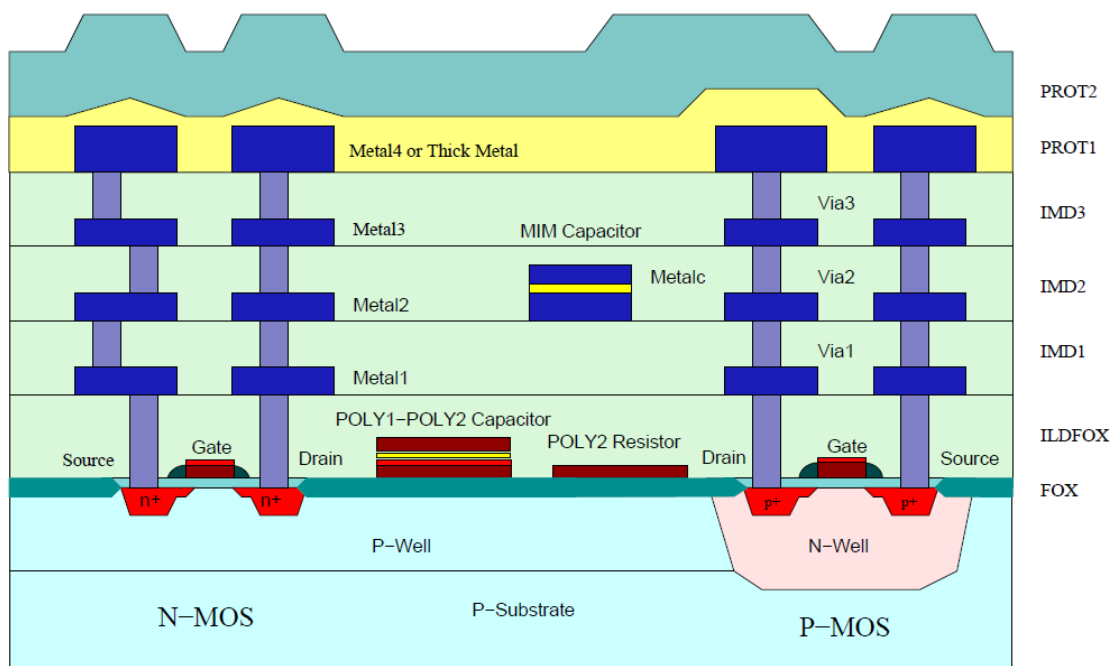 PROT2
Metal4 or Thick Metal
PROT1
Via3
Metal3
MIM Capacitor
IMD3
Metalc
Via2
Metal2
IMD2
Via1
Metal1
IMD1
POLY1-POLY2 Capacitor
Gate
POLY2 Resistor
Gate
ILDFOX
Source
Drain
Drain
Source
n+
n+
p+
p+
FOX
P-Well
N-Well
N-MOS
P-Substrate
P-MOS